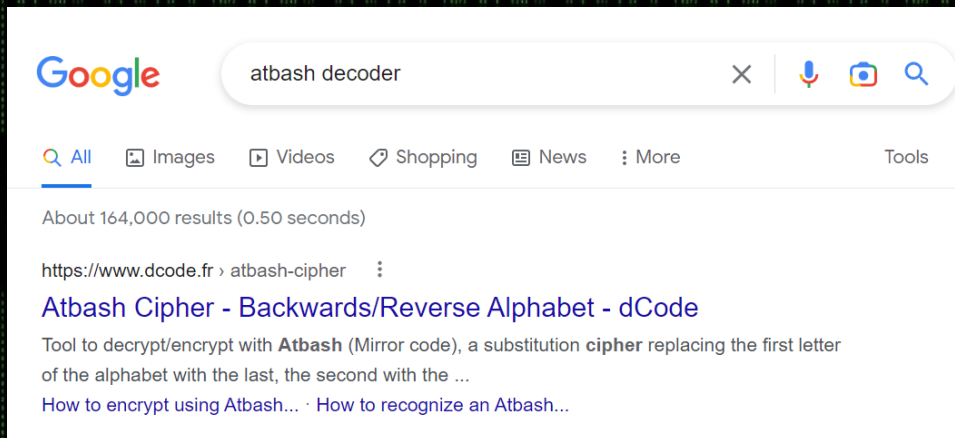 Google atbash decoder
All Images Videos Shopping News More Tools
About 164,000 results (0.50 seconds)
https://www.dcode.fr › atbash-cipher
Atbash Cipher - Backwards/Reverse Alphabet - dCode
Tool to decrypt/encrypt with Atbash (Mirror code), a substitution cipher replacing the first letter
of the alphabet with the last, the second with the ...
How to encrypt using Atbash... · How to recognize an Atbash...